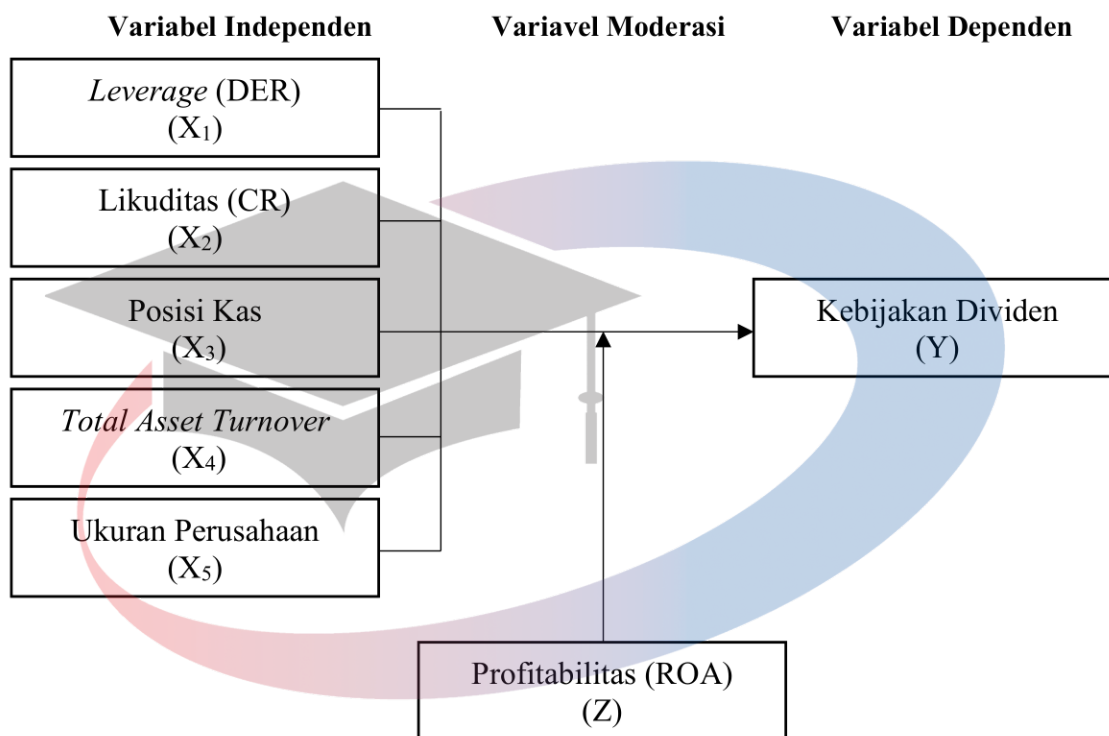 Variabel Independen
Variavel Moderasi
Variabel Dependen
Leverage (DER)
(X₁)
Likuditas (CR)
(X₂)
Posisi Kas
(X₃)
Total Asset Turnover
(X₄)
Ukuran Perusahaan
(X₅)
Kebijakan Dividen
(Y)
Profitabilitas (ROA)
(Z)